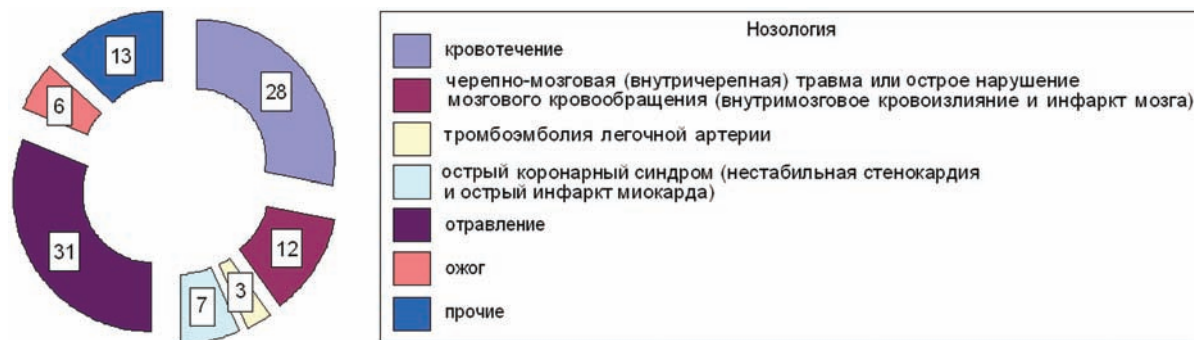 13
28
6
31
12
7
3
Нозология
кровотечение
черепно-мозговая (внутричерепная) травма или острое нарушение
мозгового кровообращения (внутримозговое кровоизлияние и инфаркт мозга)
тромбоэмболия легочной артерии
острый коронарный синдром (нестабильная стенокардия
и острый инфаркт миокарда)
отравление
ожог
прочие